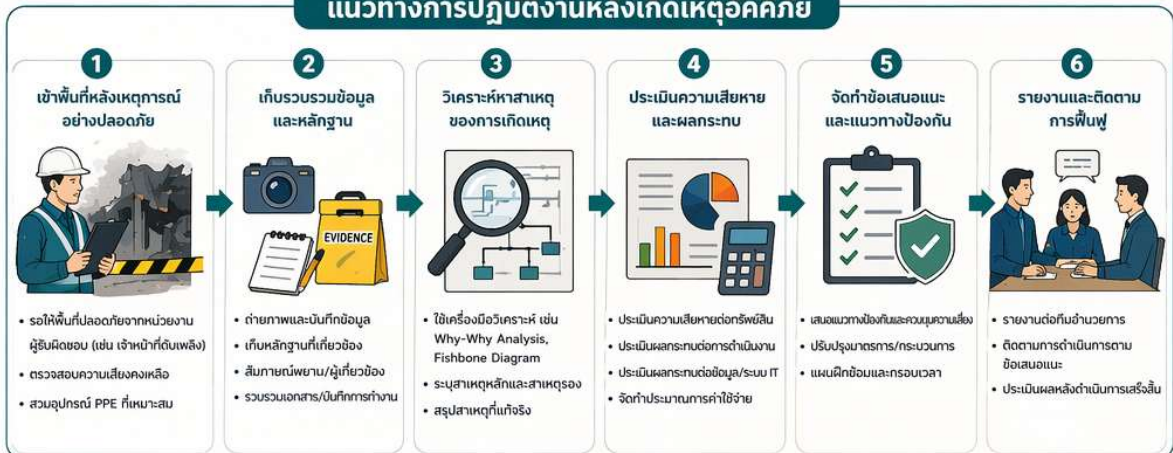 แนวทางการปฏิบัติงานหลังเกิดเหตุอัคคีภัย
1
เข้าพื้นที่หลังเหตุการณ์
อย่างปลอดภัย
• รอให้พื้นที่ปลอดภัยจากหน่วยงาน
ผู้รับผิดชอบ (เช่น เจ้าหน้าที่ดับเพลิง)
• ตรวจสอบความเสี่ยงคงเหลือ
• สวมอุปกรณ์ PPE ที่เหมาะสม
2
เก็บรวบรวมข้อมูล
และหลักฐาน
EVIDENCE
• ถ่ายภาพและบันทึกข้อมูล
• เก็บหลักฐานที่เกี่ยวข้อง
• สัมภาษณ์พยาน/ผู้เกี่ยวข้อง
• รวบรวมเอกสาร/บันทึกการทำงาน
3
วิเคราะห์หาสาเหตุ
ของการเกิดเหตุ
• ใช้เครื่องมือวิเคราะห์ เช่น
Why-Why Analysis,
Fishbone Diagram
• ระบุสาเหตุหลักและสาเหตุรอง
• สรุปสาเหตุที่แท้จริง
4
ประเมินความเสียหาย
และผลกระทบ
• ประเมินความเสียหายต่อทรัพย์สิน
• ประเมินผลกระทบต่อการดำเนินงาน
• ประเมินผลกระทบต่อข้อมูล/ระบบ IT
• จัดทำประมาณการค่าใช้จ่าย
5
จัดทำข้อเสนอแนะ
และแนวทางป้องกัน
• เสนอแนวทางป้องกันและควบคุมความเสี่ยง
• ปรับปรุงมาตรการ/กระบวนการ
• แผนฝึกซ้อมและกรอบเวลา
6
รายงานและติดตาม
การฟื้นฟู
• รายงานต่อทีมอำนวยการ
• ติดตามการดำเนินการตาม
ข้อเสนอแนะ
• ประเมินผลหลังดำเนินการเสร็จสิ้น